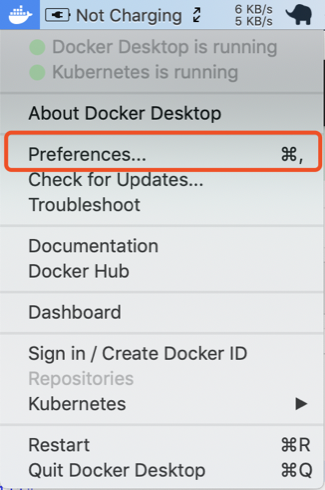 Not Charging
6 KB/s
5 KB/s
Docker Desktop is running
Kubernetes is running
About Docker Desktop
Preferences... ⌘,
Check for Updates...
Troubleshoot
Documentation
Docker Hub
Dashboard
Sign in / Create Docker ID
Repositories
Kubernetes ▶
Restart ⌘R
Quit Docker Desktop ⌘Q